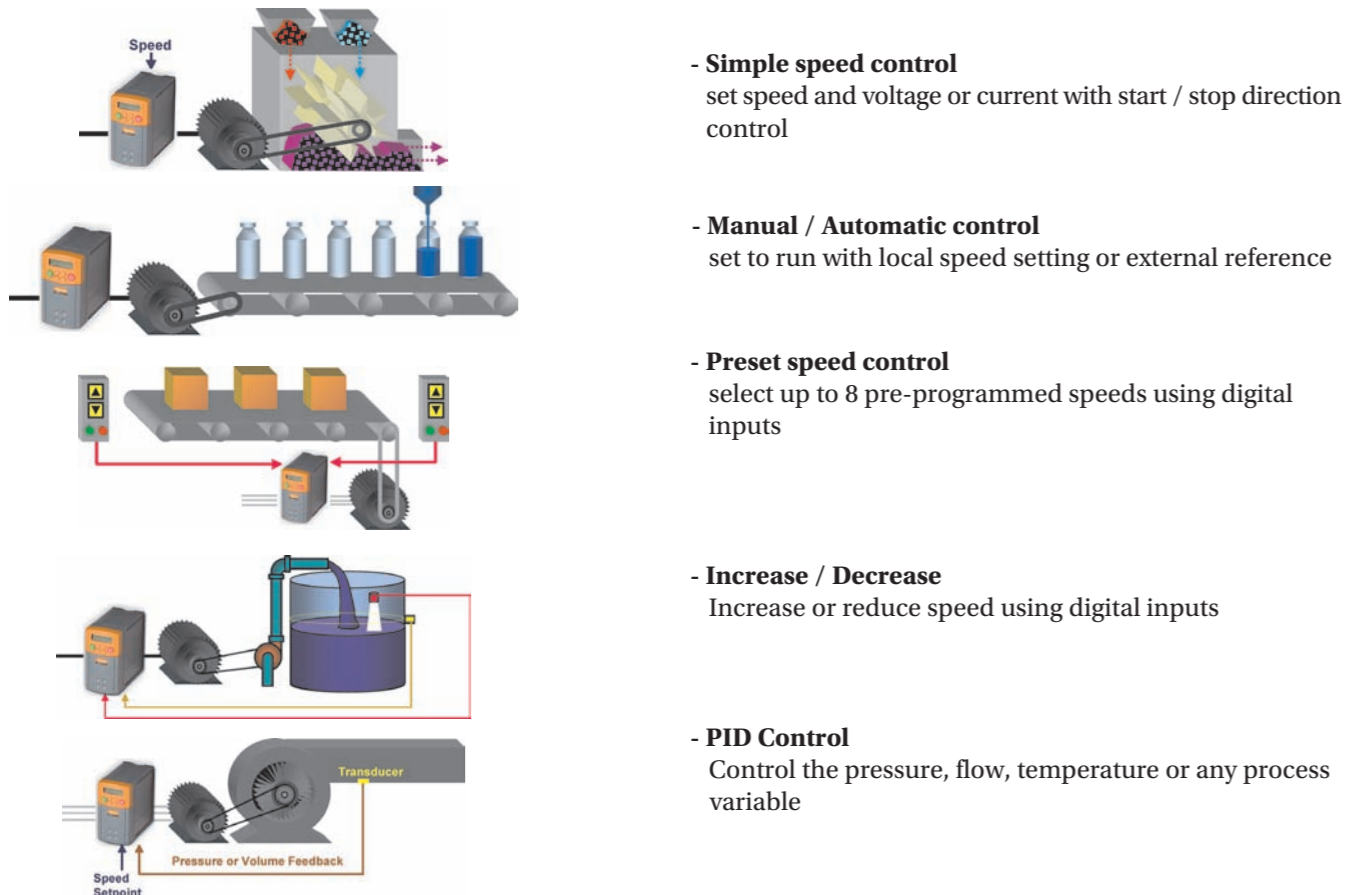 Speed
- Simple speed control
set speed and voltage or current with start / stop direction
control
- Manual / Automatic control
set to run with local speed setting or external reference
- Preset speed control
select up to 8 pre-programmed speeds using digital
inputs
- Increase / Decrease
Increase or reduce speed using digital inputs
- PID Control
Control the pressure, flow, temperature or any process
variable
Transducer
Pressure or Volume Feedback
Speed
Setpoint